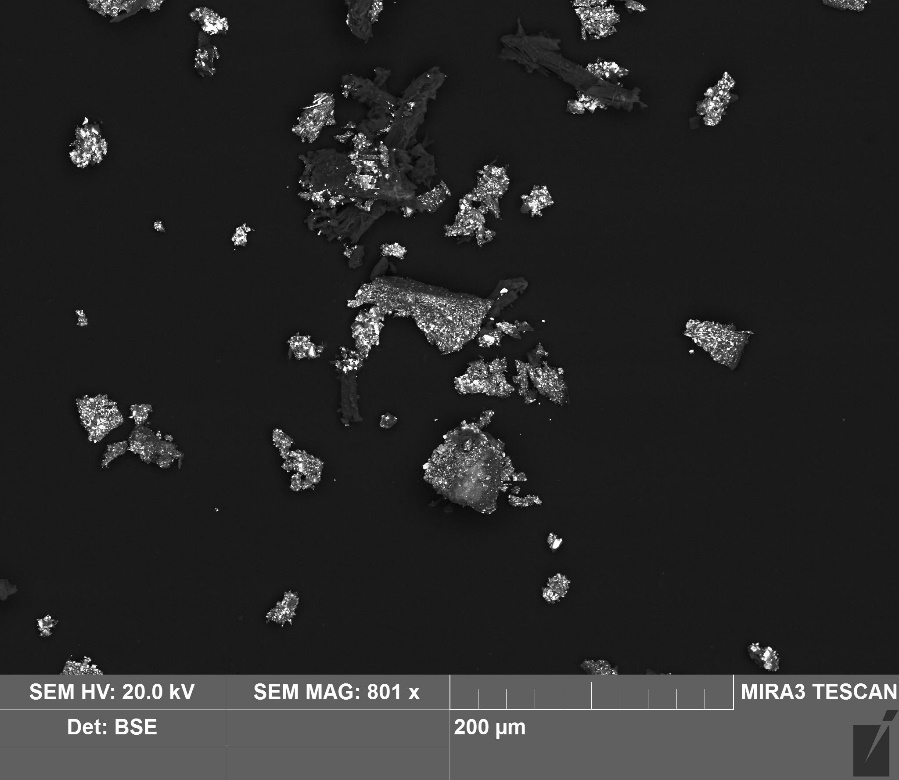 SEM HV: 20.0 kV SEM MAG: 801 x MIRA3 TESCAN
Det: BSE 200 µm